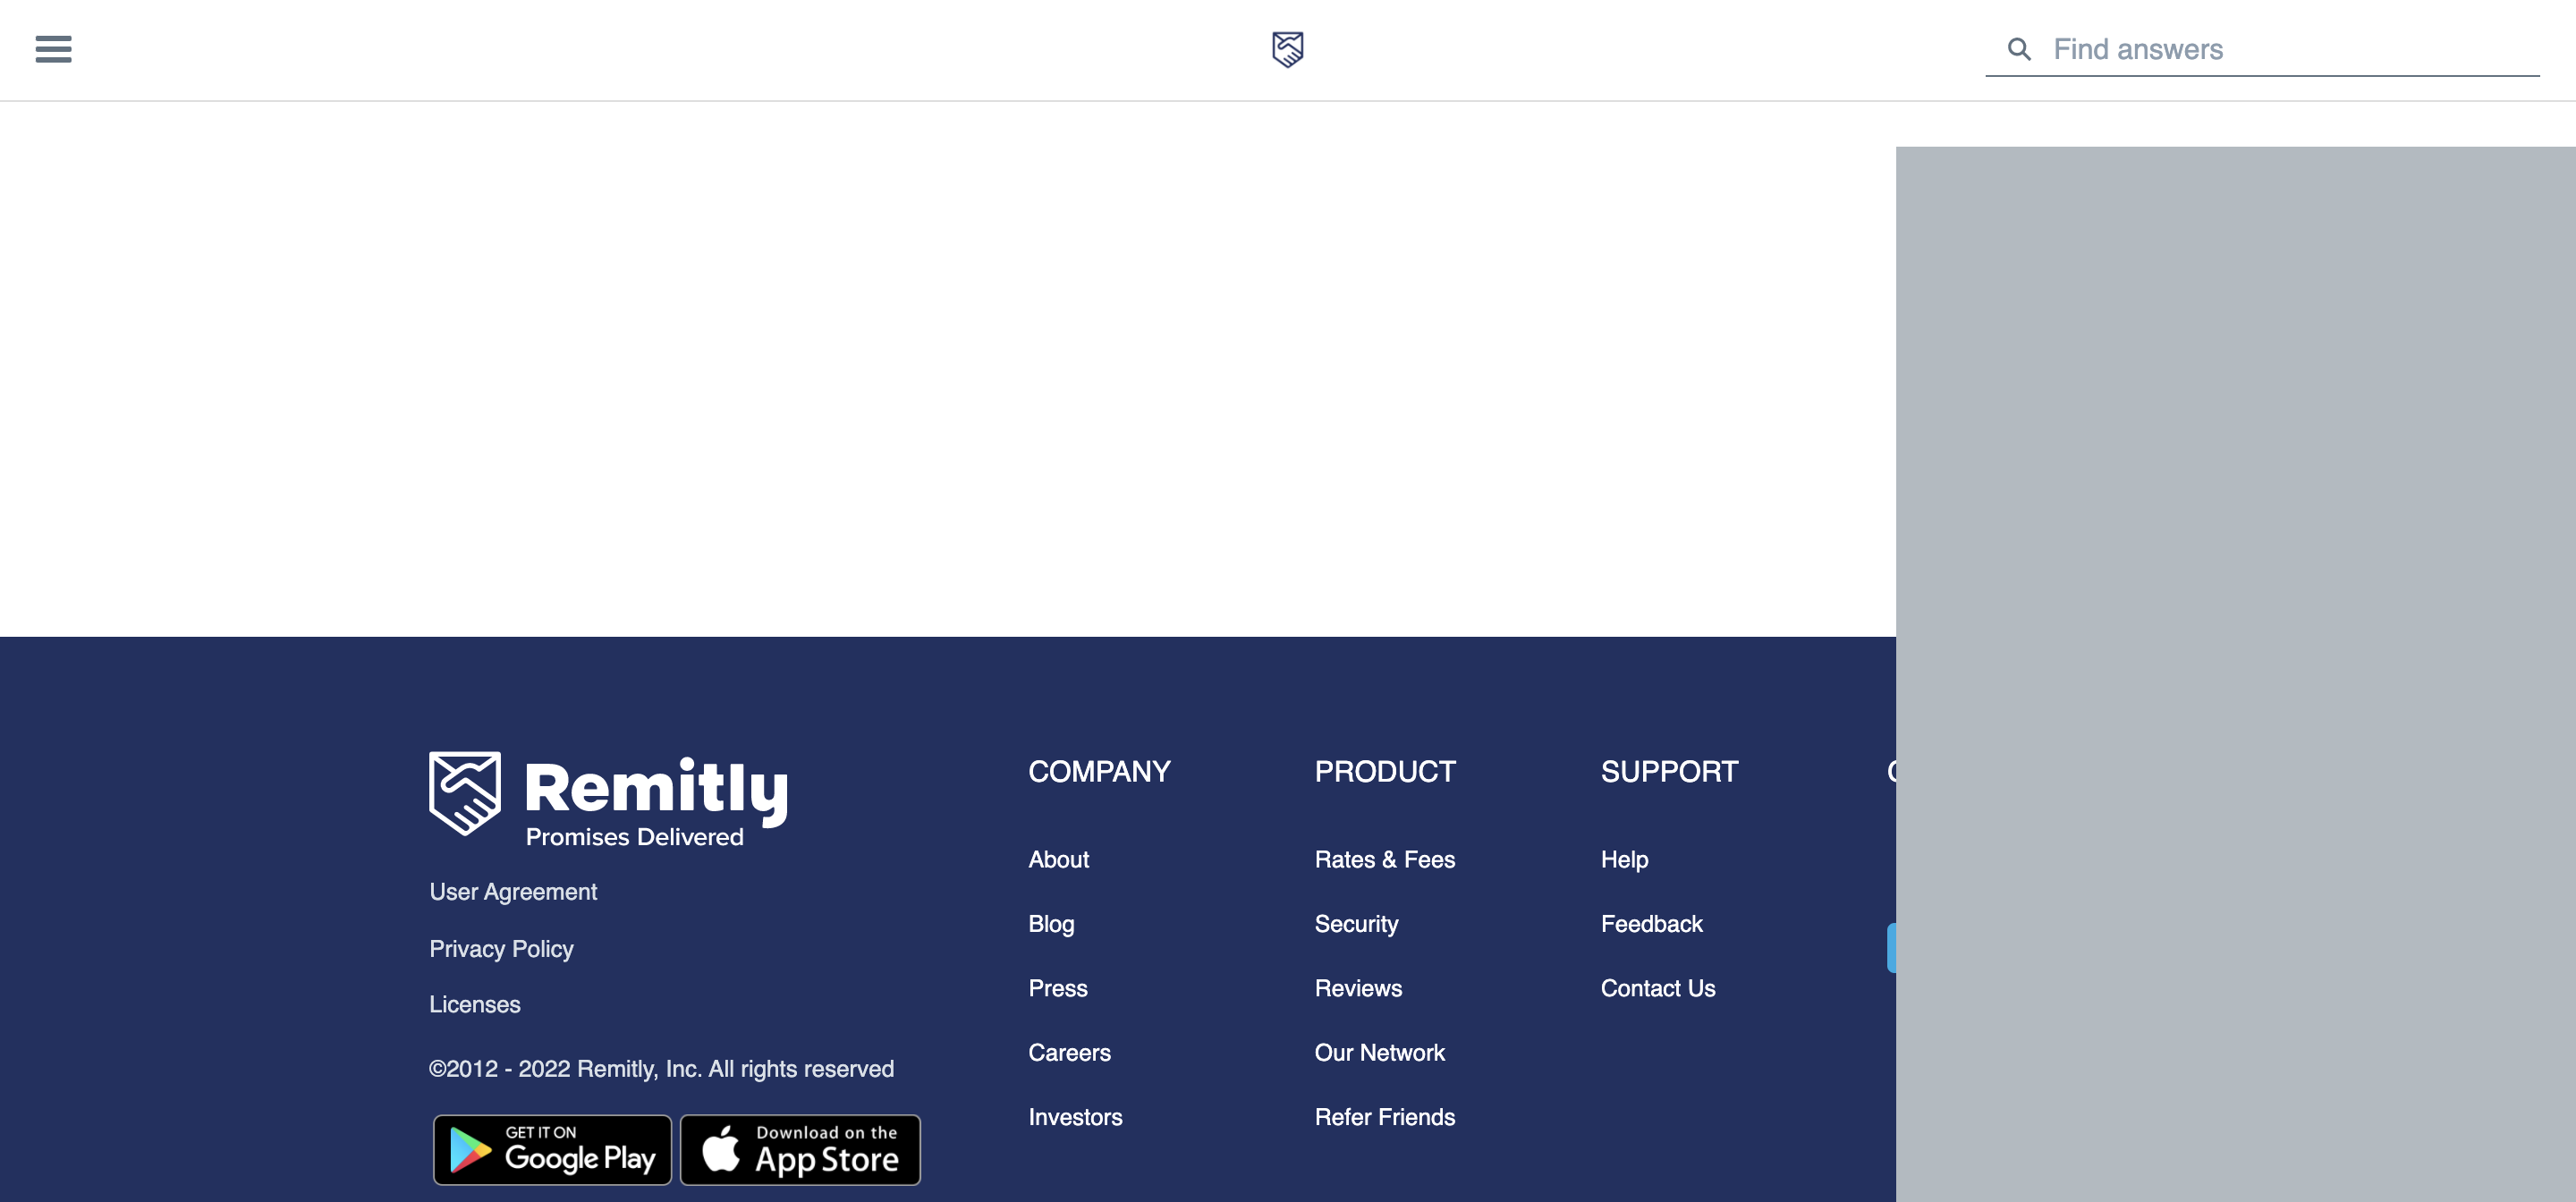 Find answers
Remitly
Promises Delivered
User Agreement
Privacy Policy
Licenses
©2012 - 2022 Remitly, Inc. All rights reserved
GET IT ON
Google Play
Download on the
App Store
COMPANY
About
Blog
Press
Careers
Investors
PRODUCT
Rates & Fees
Security
Reviews
Our Network
Refer Friends
SUPPORT
Help
Feedback
Contact Us